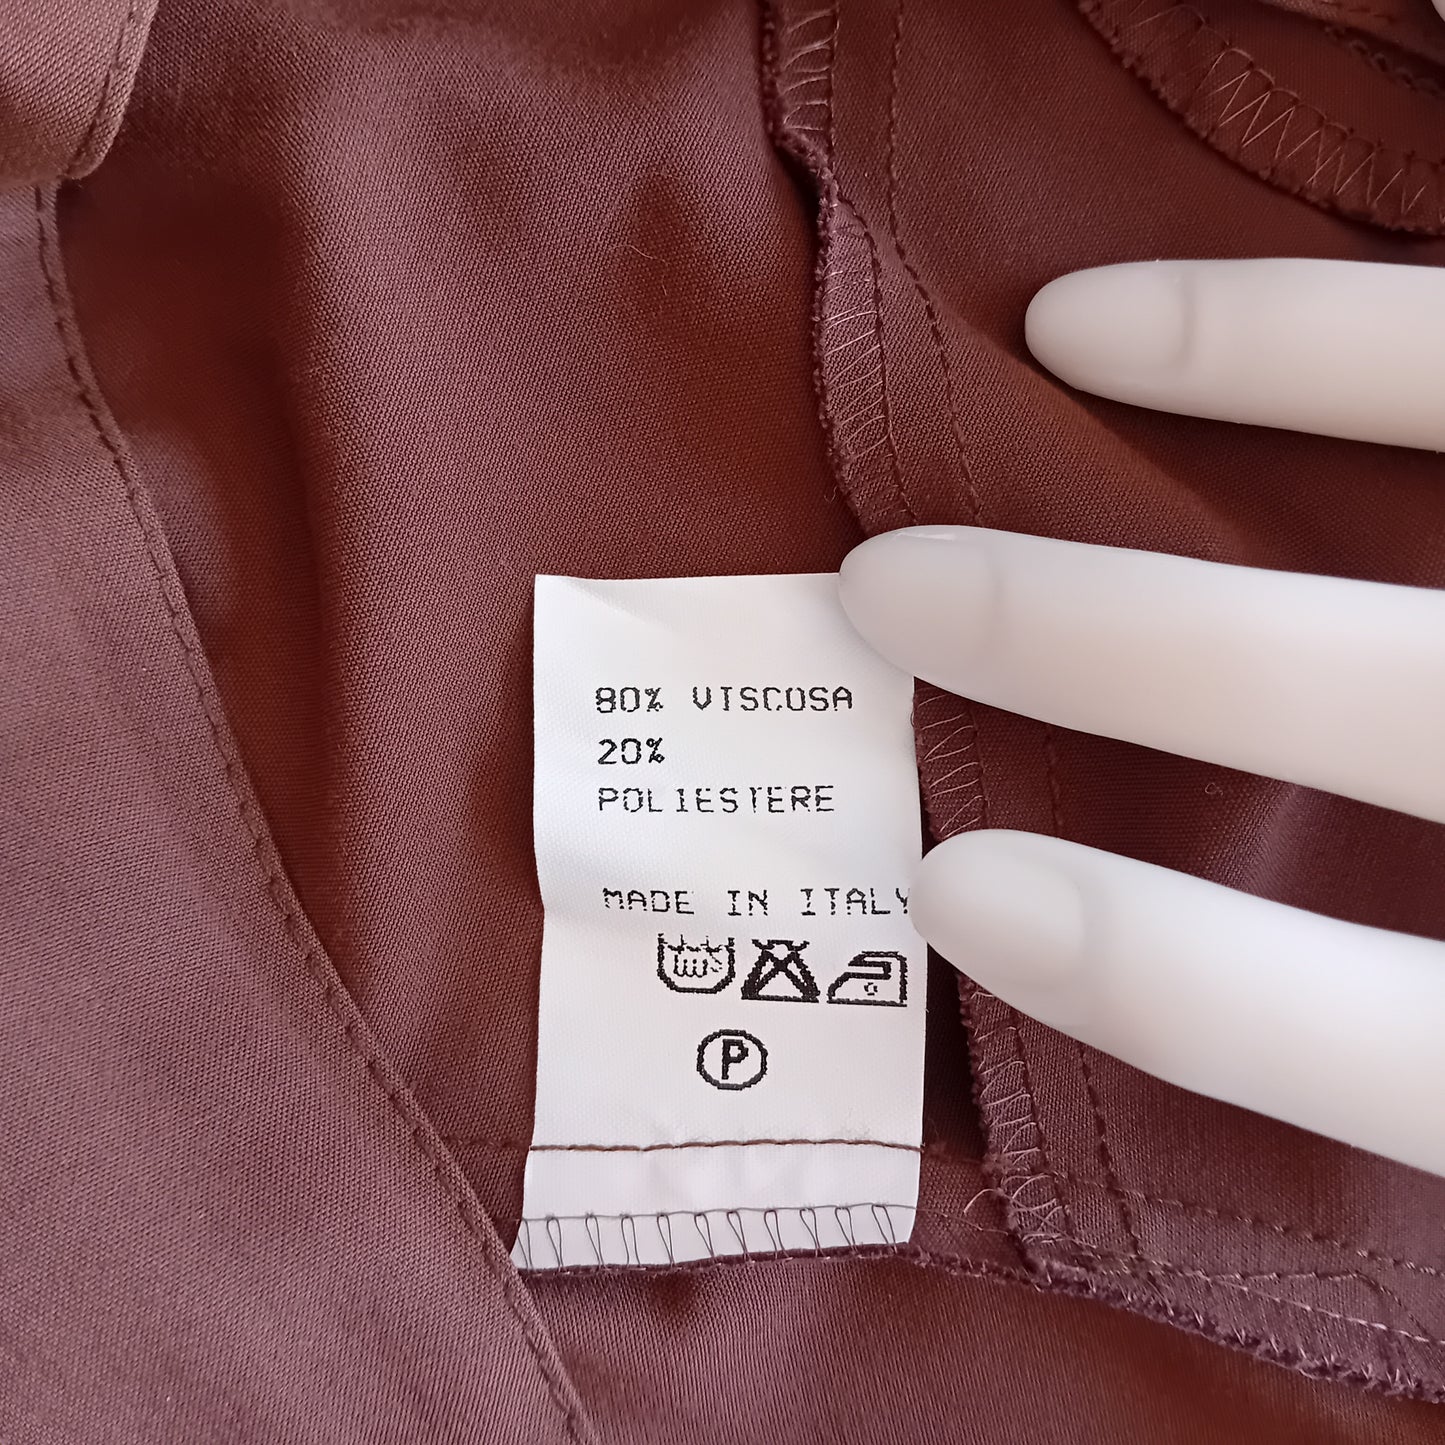 80% VISCOSA
20%
POLIESTERE
MADE IN ITALY
P